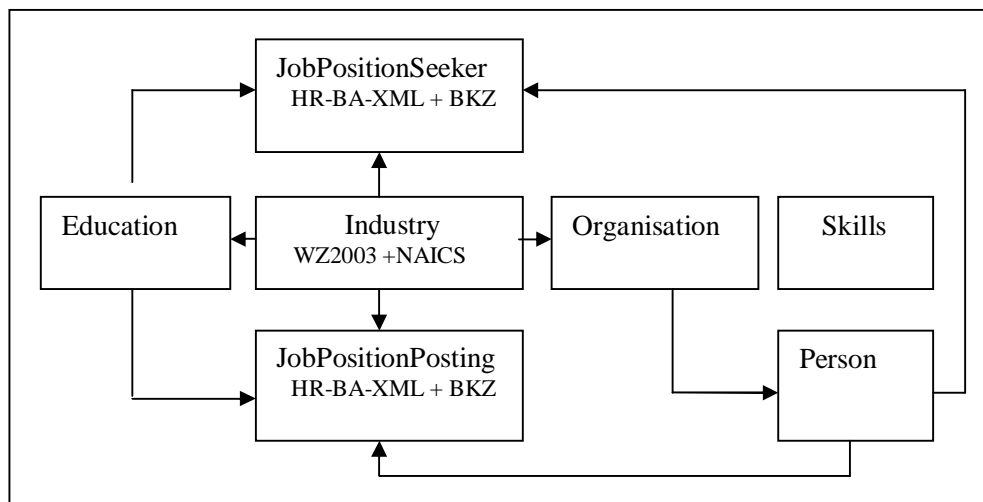 JobPositionSeeker
HR-BA-XML + BKZ
Education
Industry
WZ2003 +NAICS
Organisation
Skills
JobPositionPosting
HR-BA-XML + BKZ
Person